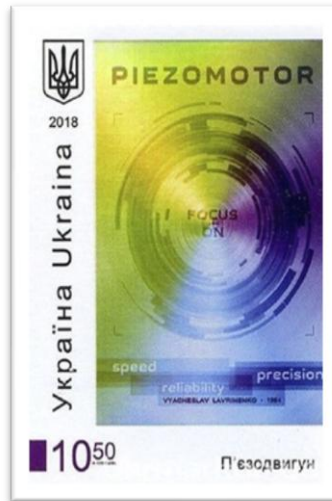 PIEZOMOTOR
2018
Україна Ukraina
FOCUS
ON
speed
precision
reliability
VYACHESLAV LAVRINENKO - 1964
10 50
П'єзодвигун